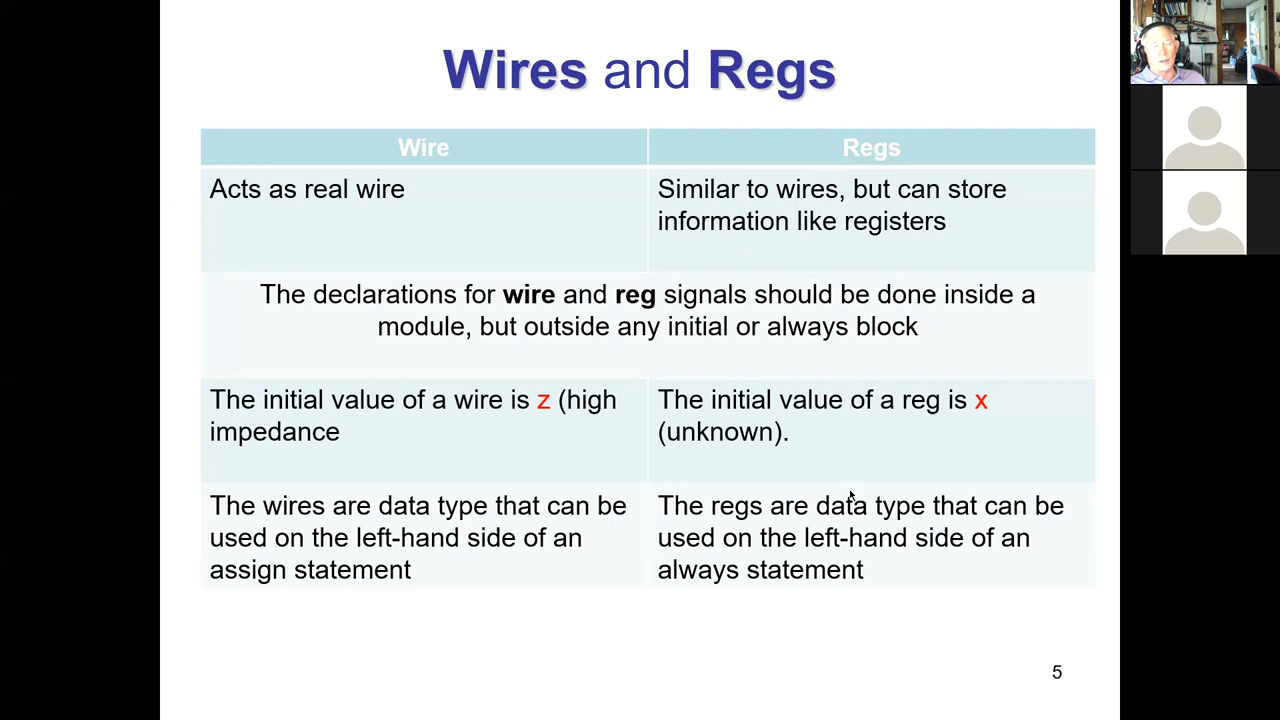 Wires and Regs
Wire
Regs
Acts as real wire
Similar to wires, but can store
information like registers
The declarations for wire and reg signals should be done inside a
module, but outside any initial or always block
The initial value of a wire is z (high
impedance
The initial value of a reg is x
(unknown).
The wires are data type that can be
used on the left-hand side of an
assign statement
The regs are data type that can be
used on the left-hand side of an
always statement
5